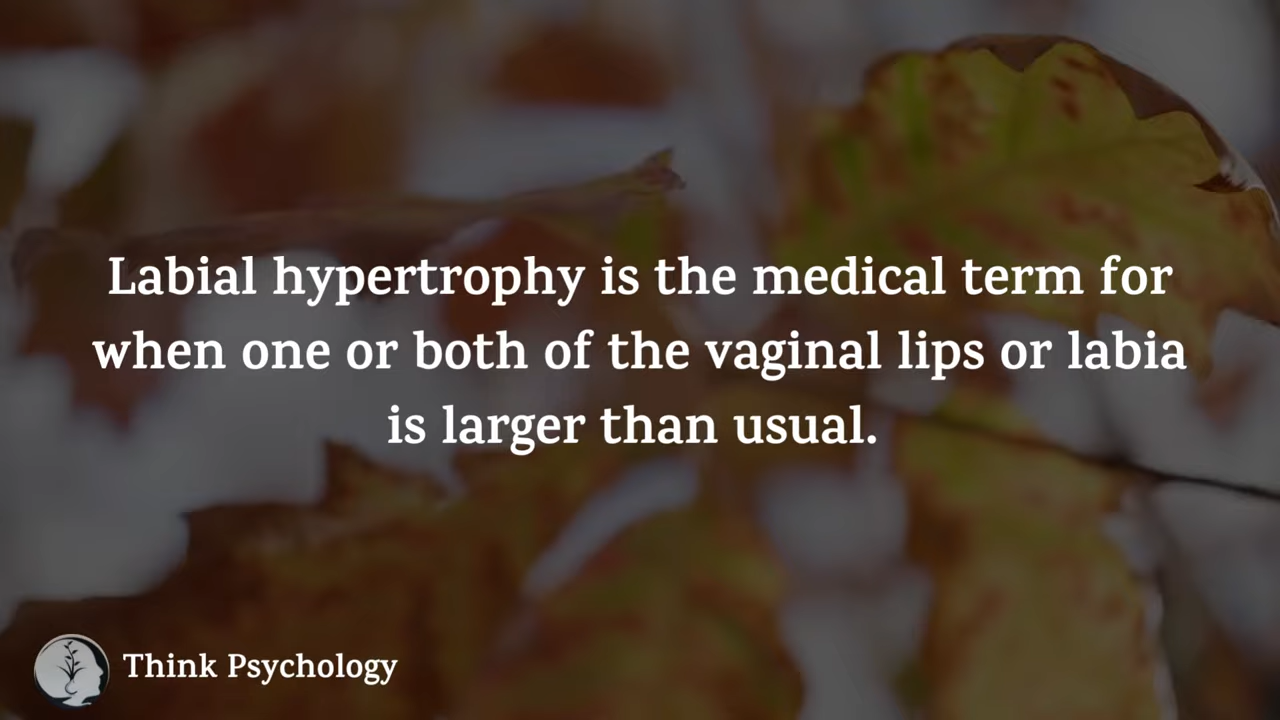 Labial hypertrophy is the medical term for
when one or both of the vaginal lips or labia
is larger than usual.
Think Psychology